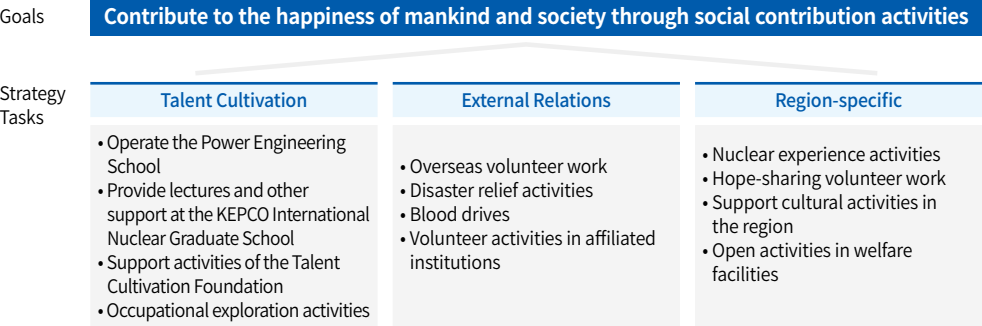 Goals
Contribute to the happiness of mankind and society through social contribution activities
Strategy
Tasks
Talent Cultivation
• Operate the Power Engineering
School
• Provide lectures and other
support at the KEPCO International
Nuclear Graduate School
• Support activities of the Talent
Cultivation Foundation
• Occupational exploration activities
External Relations
• Overseas volunteer work
• Disaster relief activities
• Blood drives
• Volunteer activities in affiliated
institutions
Region-specific
• Nuclear experience activities
• Hope-sharing volunteer work
• Support cultural activities in
the region
• Open activities in welfare
facilities